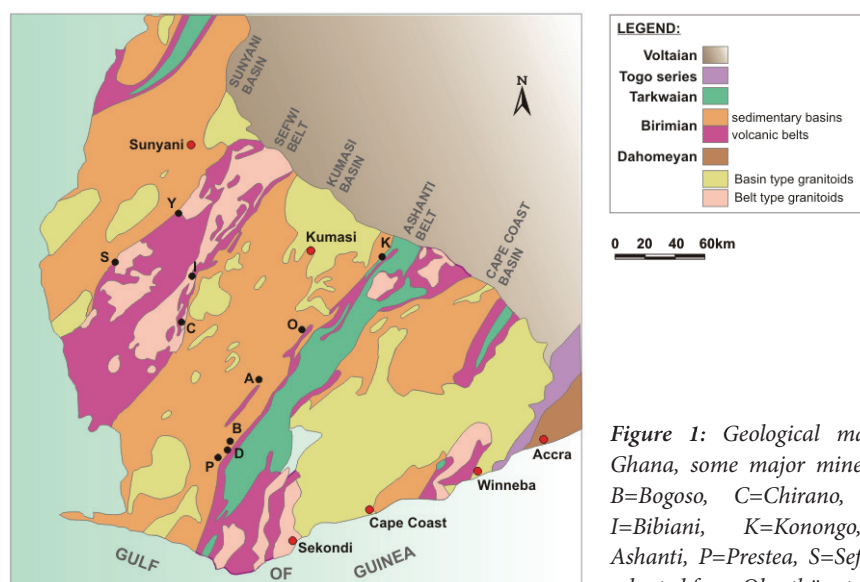 SUNYANI
BASIN
SEFWI
BELT
KUMASI
BASIN
ASHANTI
BELT
CAPE COAST
BASIN
N
Sunyani
Y
S
I
C
Kumasi
K
O
A
B
D
P
Accra
Winneba
Cape Coast
Sekondi
GULF OF GUINEA
LEGEND:
Voltaian
Togo series
Tarkwaian
Birimian
sedimentary basins
volcanic belts
Dahomeyan
Basin type granitoids
Belt type granitoids
0 20 40 60km
Figure 1: Geological ma
Ghana, some major mine
B=Bogoso, C=Chirano,
I=Bibiani, K=Konongo,
Ashanti, P=Prestea, S=Sef